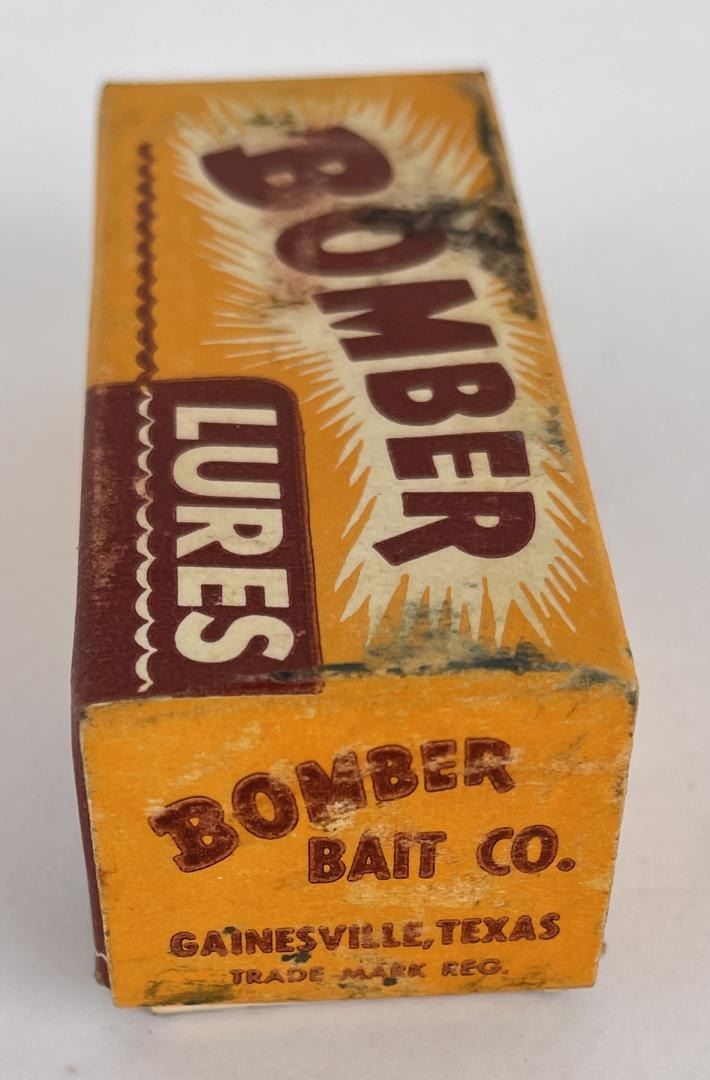 BOMBER
LURES
BOMBER
BAIT CO.
GAINESVILLE, TEXAS
TRADE MARK REG.